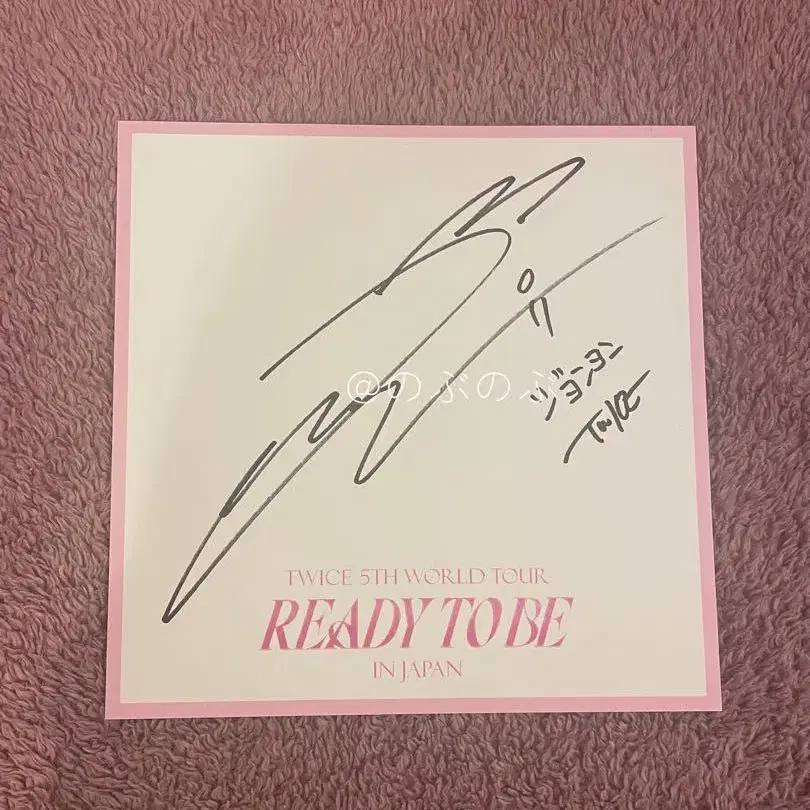 @のぶのぶ
ジョンヨン
TWICE
TWICE 5TH WORLD TOUR
READY TO BE
IN JAPAN